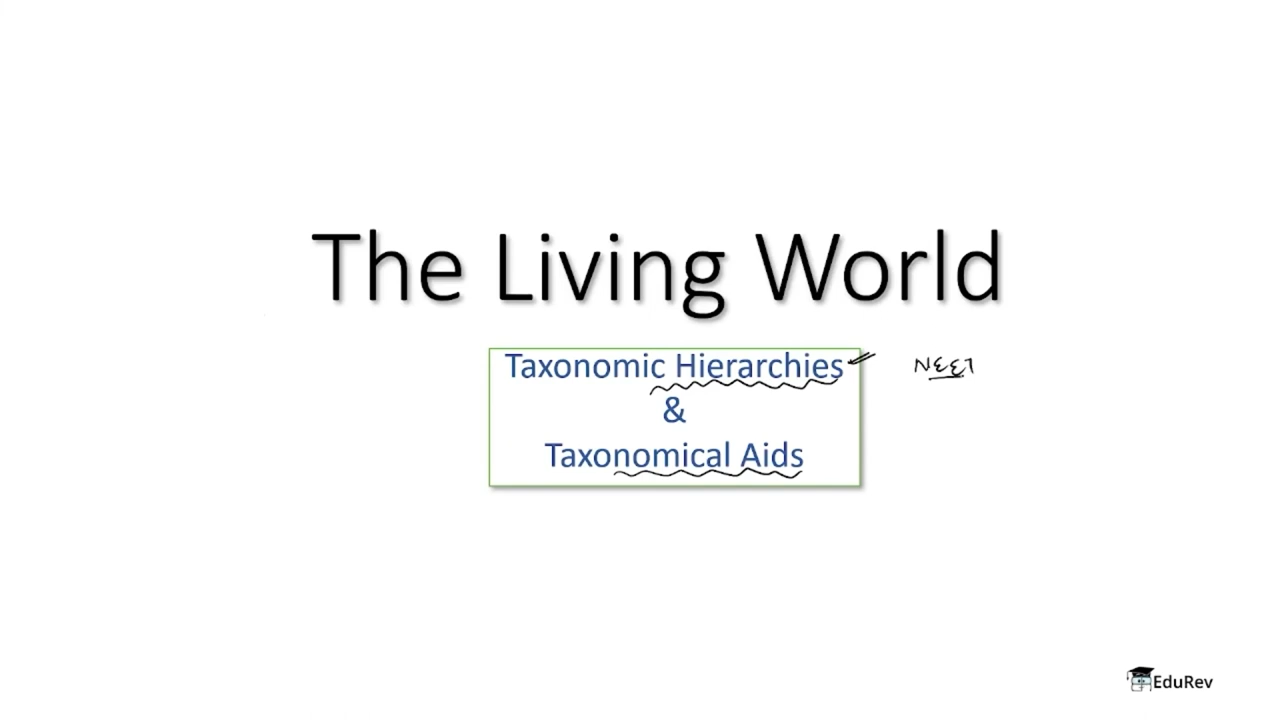 The Living World
Taxonomic Hierarchies
NEET
&
Taxonomical Aids
EduRev